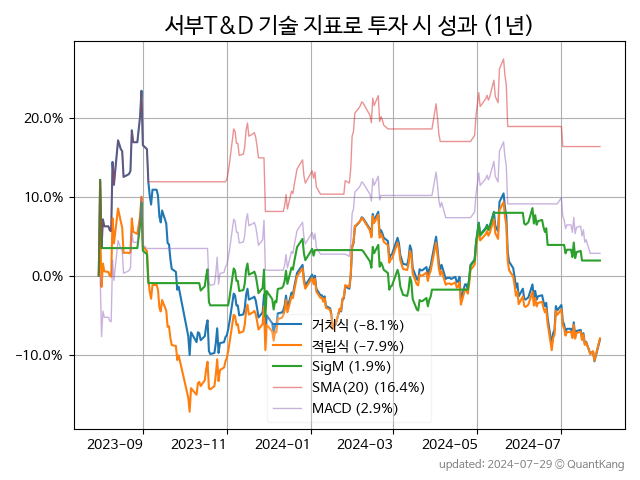 서부T&D 기술 지표로 투자 시 성과 (1년)
20.0%
10.0%
0.0%
−10.0%
거치식 (−8.1%)
적립식 (−7.9%)
SigM (1.9%)
SMA(20) (16.4%)
MACD (2.9%)
2023-09 2023-11 2024-01 2024-03 2024-05 2024-07
updated: 2024-07-29 © QuantKang